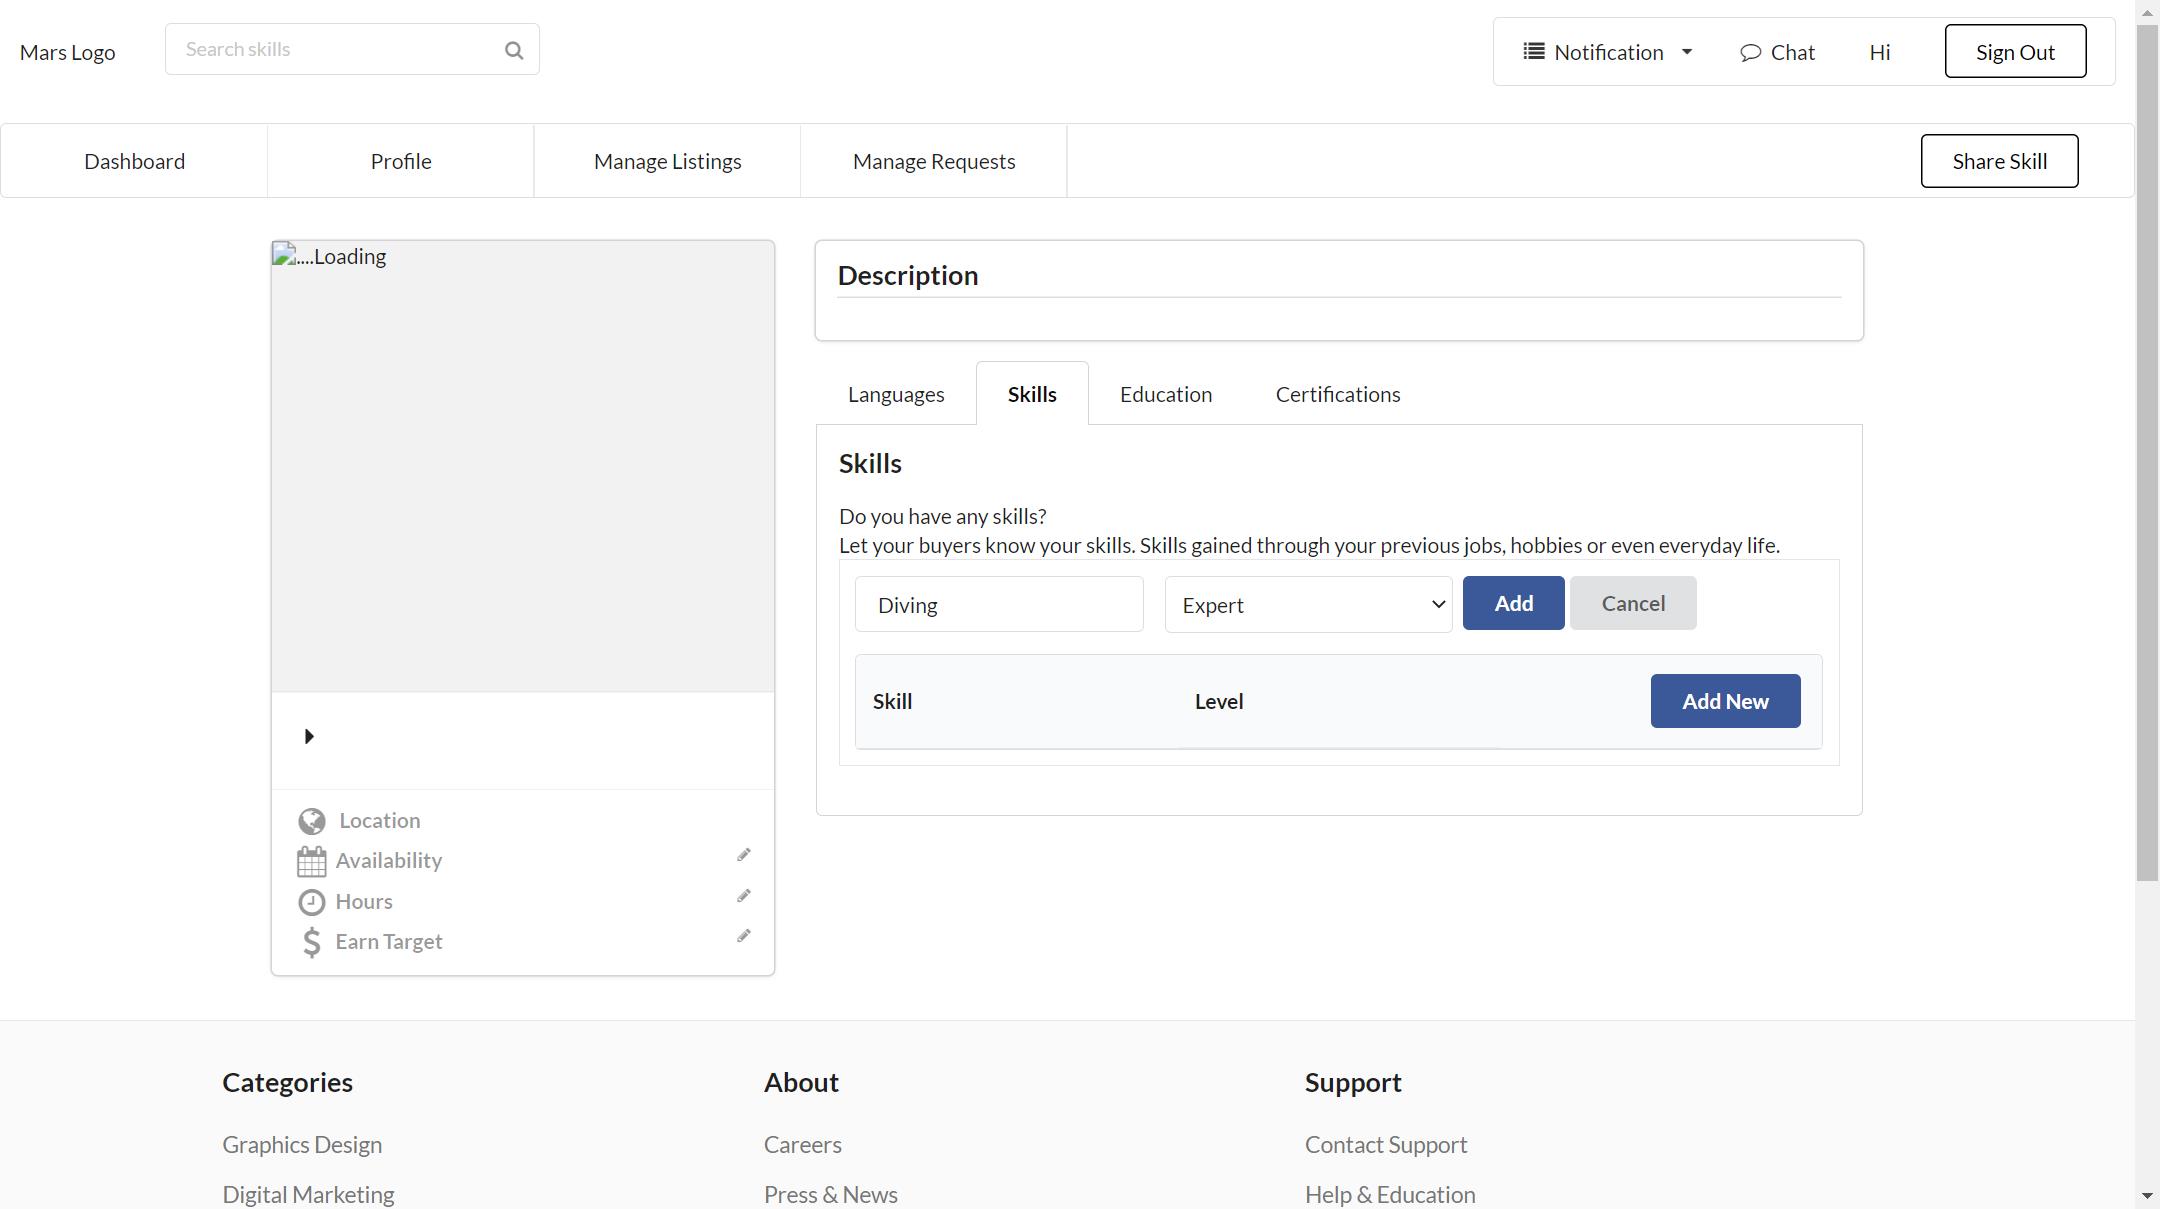 Mars Logo
Search skills
Notification
Chat
Hi
Sign Out
Dashboard
Profile
Manage Listings
Manage Requests
Share Skill
....Loading
Location
Availability
Hours
Earn Target
Description
Languages
Skills
Education
Certifications
Skills
Do you have any skills?
Let your buyers know your skills. Skills gained through your previous jobs, hobbies or even everyday life.
Diving
Expert
Add
Cancel
Skill
Level
Add New
Categories
Graphics Design
Digital Marketing
About
Careers
Press & News
Support
Contact Support
Help & Education